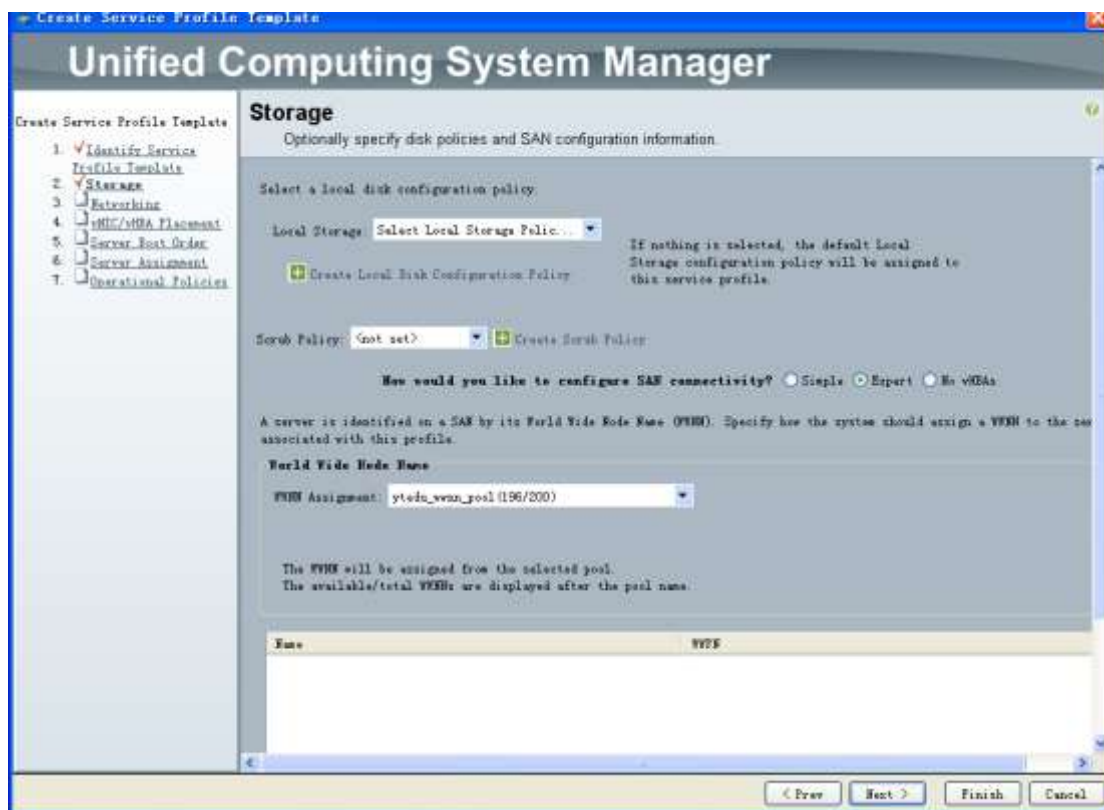 Create Service Profile Template
Unified Computing System Manager
Create Service Profile Template
1. Identify Service
Profile Template
2. Storage
3. Networking
4. vNIC/vHBA Placement
5. Server Boot Order
6. Server Assignment
7. Operational Policies
Storage
Optionally specify disk policies and SAN configuration information.
Select a local disk configuration policy.
Local Storage: Select Local Storage Polic...
If nothing is selected, the default Local
Storage configuration policy will be assigned to
this service profile.
Create Local Disk Configuration Policy
Scrub Policy: <not set> Create Scrub Policy
How would you like to configure SAN connectivity? Simple Expert No vHBAs
A server is identified on a SAN by its World Wide Node Name (WWNN). Specify how the system should assign a WWNN to the ser
associated with this profile.
World Wide Node Name
WWNN Assignment: ytedu_wwnn_pool(196/200)
The WWNN will be assigned from the selected pool.
The available/total WWNNs are displayed after the pool name.
Name WWPN
< Prev Next > Finish Cancel